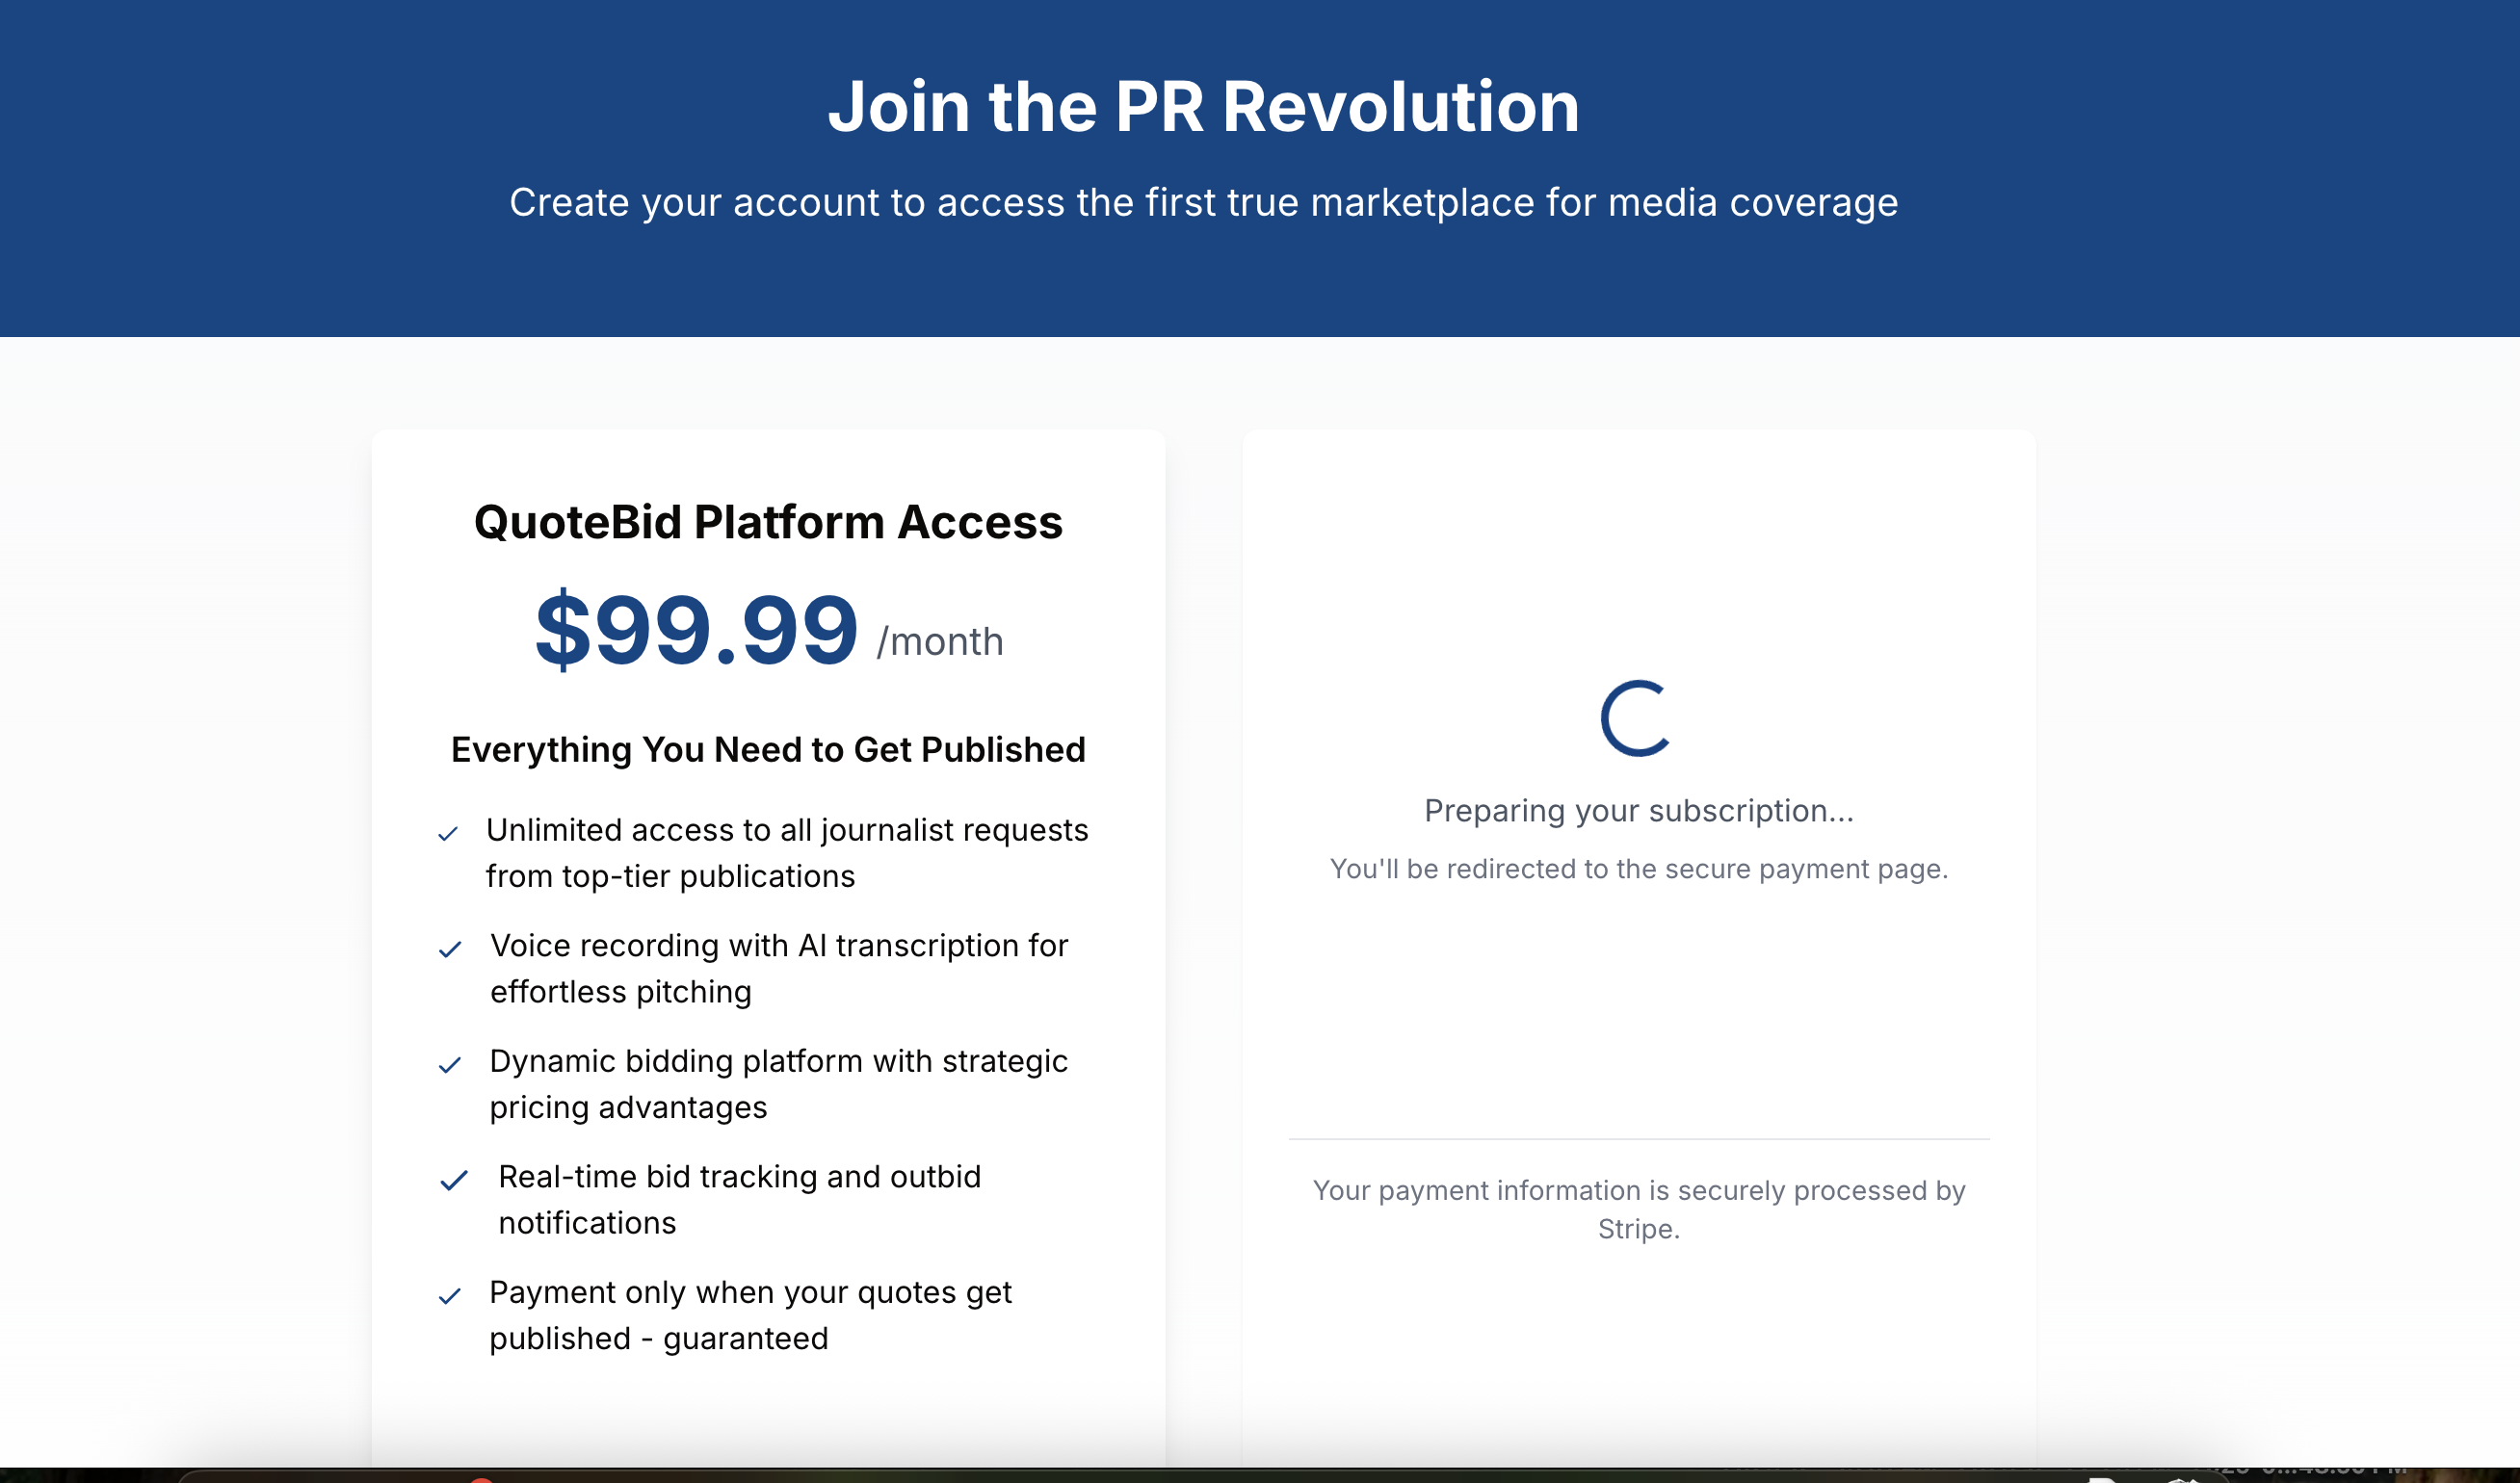 Join the PR Revolution
Create your account to access the first true marketplace for media coverage
QuoteBid Platform Access
$99.99 /month
Everything You Need to Get Published
Unlimited access to all journalist requests
from top-tier publications
Voice recording with AI transcription for
effortless pitching
Dynamic bidding platform with strategic
pricing advantages
Real-time bid tracking and outbid
notifications
Payment only when your quotes get
published - guaranteed
Preparing your subscription...
You'll be redirected to the secure payment page.
Your payment information is securely processed by
Stripe.